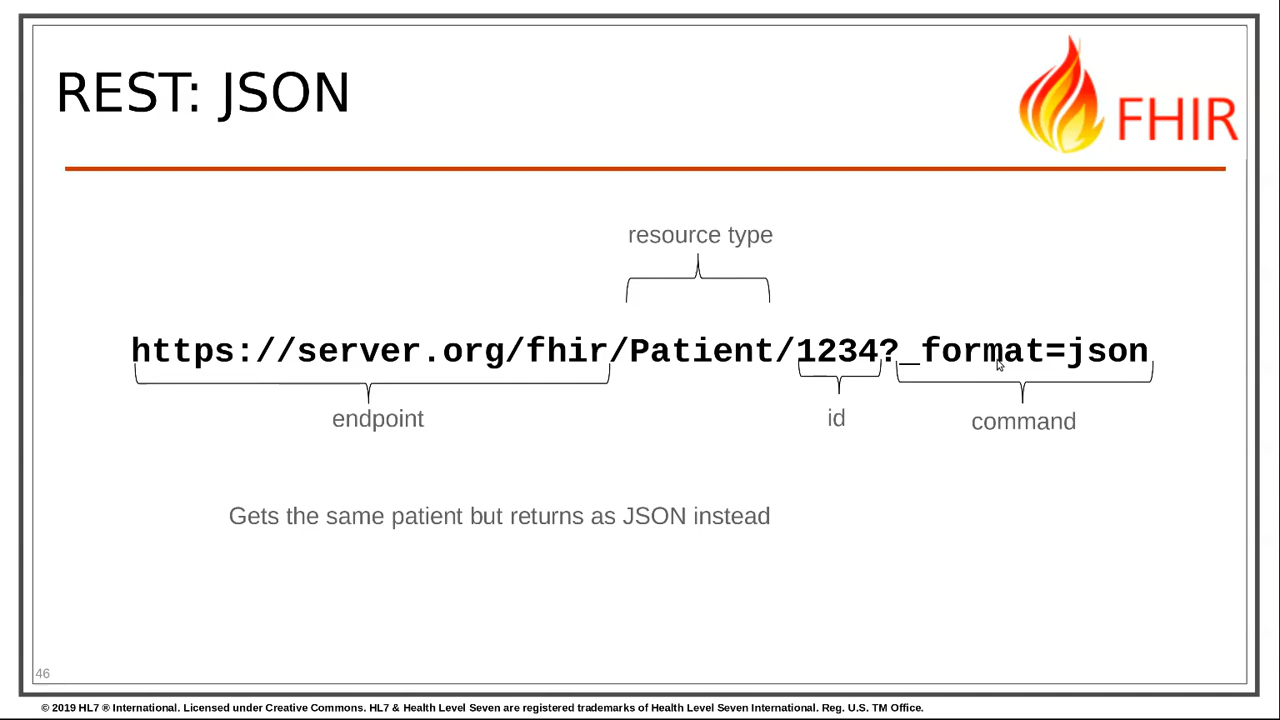 REST: JSON
FHIR
resource type
https://server.org/fhir/Patient/1234?_format=json
endpoint
id
command
Gets the same patient but returns as JSON instead
46
© 2019 HL7 ® International. Licensed under Creative Commons. HL7 & Health Level Seven are registered trademarks of Health Level Seven International. Reg. U.S. TM Office.